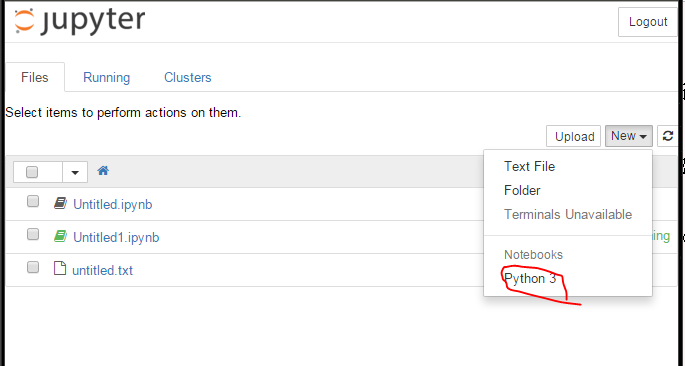 jupyter
Logout
Files Running Clusters
Select items to perform actions on them.
Upload New
Text File
Folder
Terminals Unavailable
Notebooks
Python 3
Untitled.ipynb
Untitled1.ipynb
untitled.txt